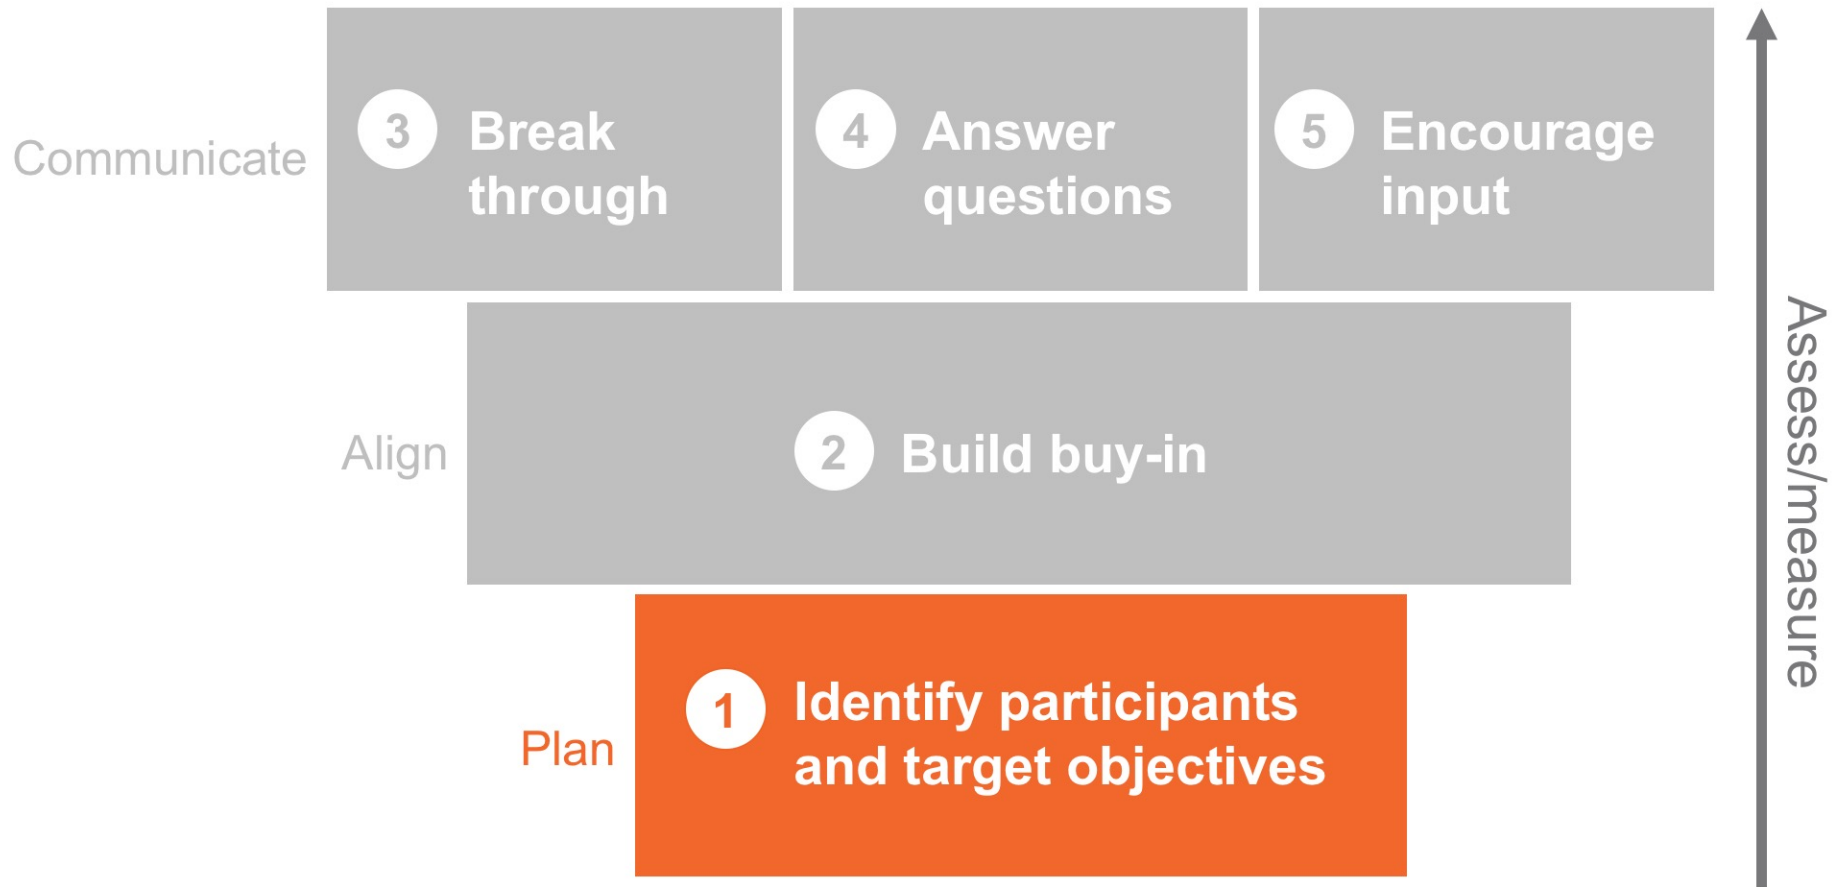 Communicate
3 Break
through
4 Answer
questions
5 Encourage
input
Align
2 Build buy-in
Plan
1 Identify participants
and target objectives
Assess/measure